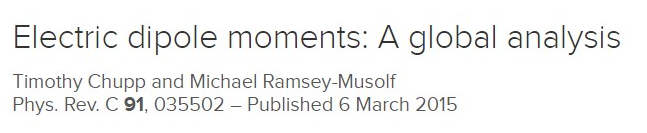 Electric dipole moments: A global analysis
Timothy Chupp and Michael Ramsey-Musolf
Phys. Rev. C 91, 035502 – Published 6 March 2015